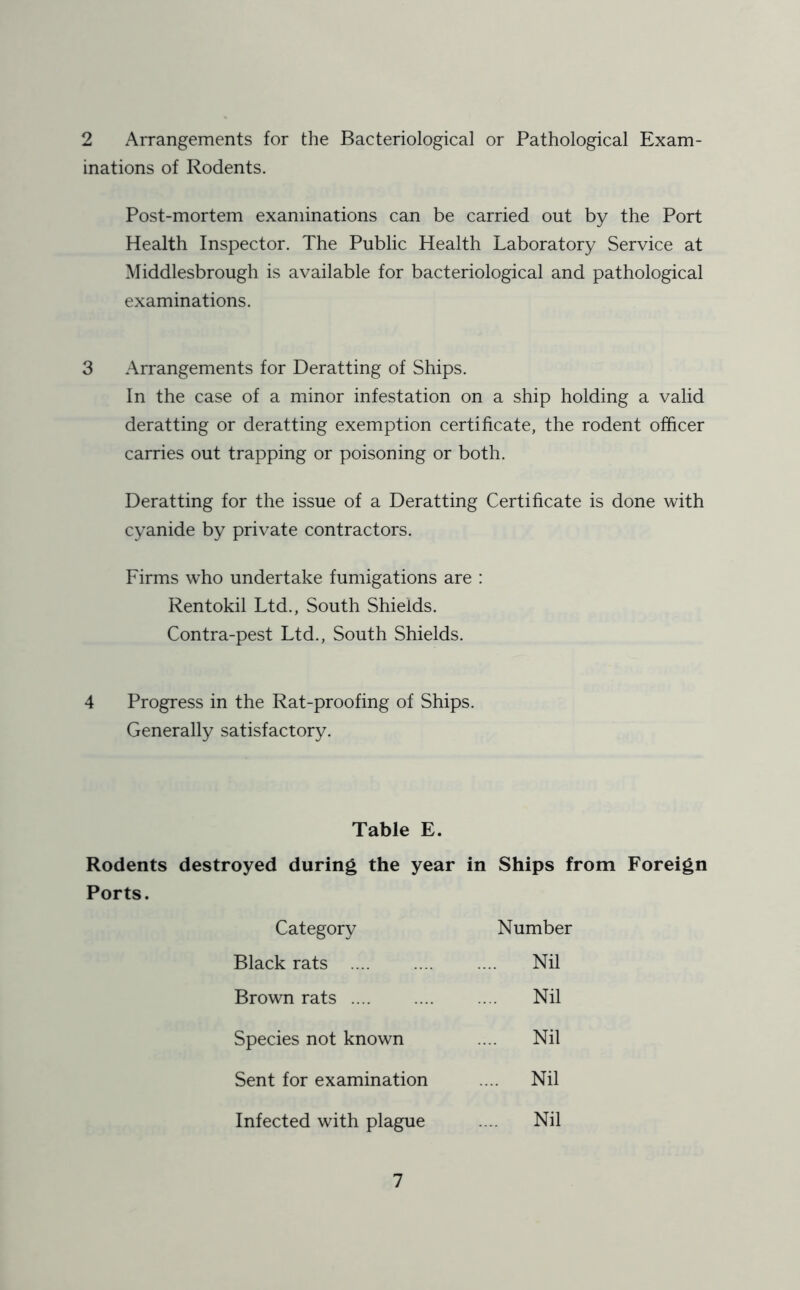 2 Arrangements for the Bacteriological or Pathological Exam-
inations of Rodents.
Post-mortem examinations can be carried out by the Port
Health Inspector. The Public Health Laboratory Service at
Middlesbrough is available for bacteriological and pathological
examinations.
3 Arrangements for Deratting of Ships.
In the case of a minor infestation on a ship holding a valid
deratting or deratting exemption certificate, the rodent officer
carries out trapping or poisoning or both.
Deratting for the issue of a Deratting Certificate is done with
cyanide by private contractors.
Firms who undertake fumigations are :
Rentokil Ltd., South Shields.
Contra-pest Ltd., South Shields.
4 Progress in the Rat-proofing of Ships.
Generally satisfactory.
Table E.
Rodents destroyed during the year in Ships from Foreign
Ports.
Category Number
Black rats .... .... .... Nil
Brown rats .... .... .... Nil
Species not known .... Nil
Sent for examination .... Nil
Infected with plague .... Nil
7